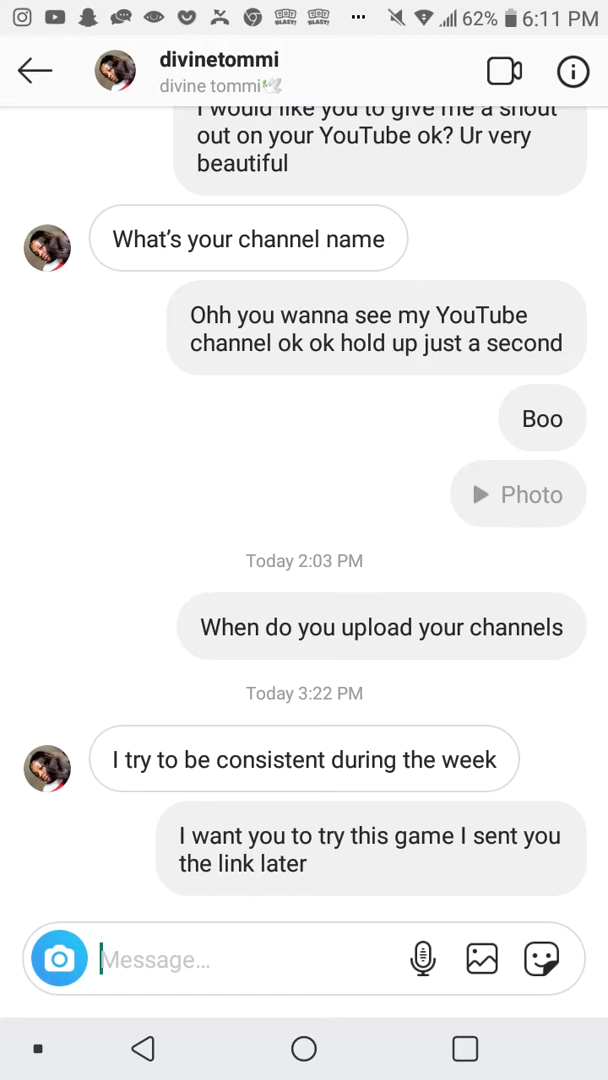 62% 6:11 PM
divinetommi
divine tommi
I would like you to give me a shout
out on your YouTube ok? Ur very
beautiful
What's your channel name
Ohh you wanna see my YouTube
channel ok ok hold up just a second
Boo
Photo
Today 2:03 PM
When do you upload your channels
Today 3:22 PM
I try to be consistent during the week
I want you to try this game I sent you
the link later
Message...